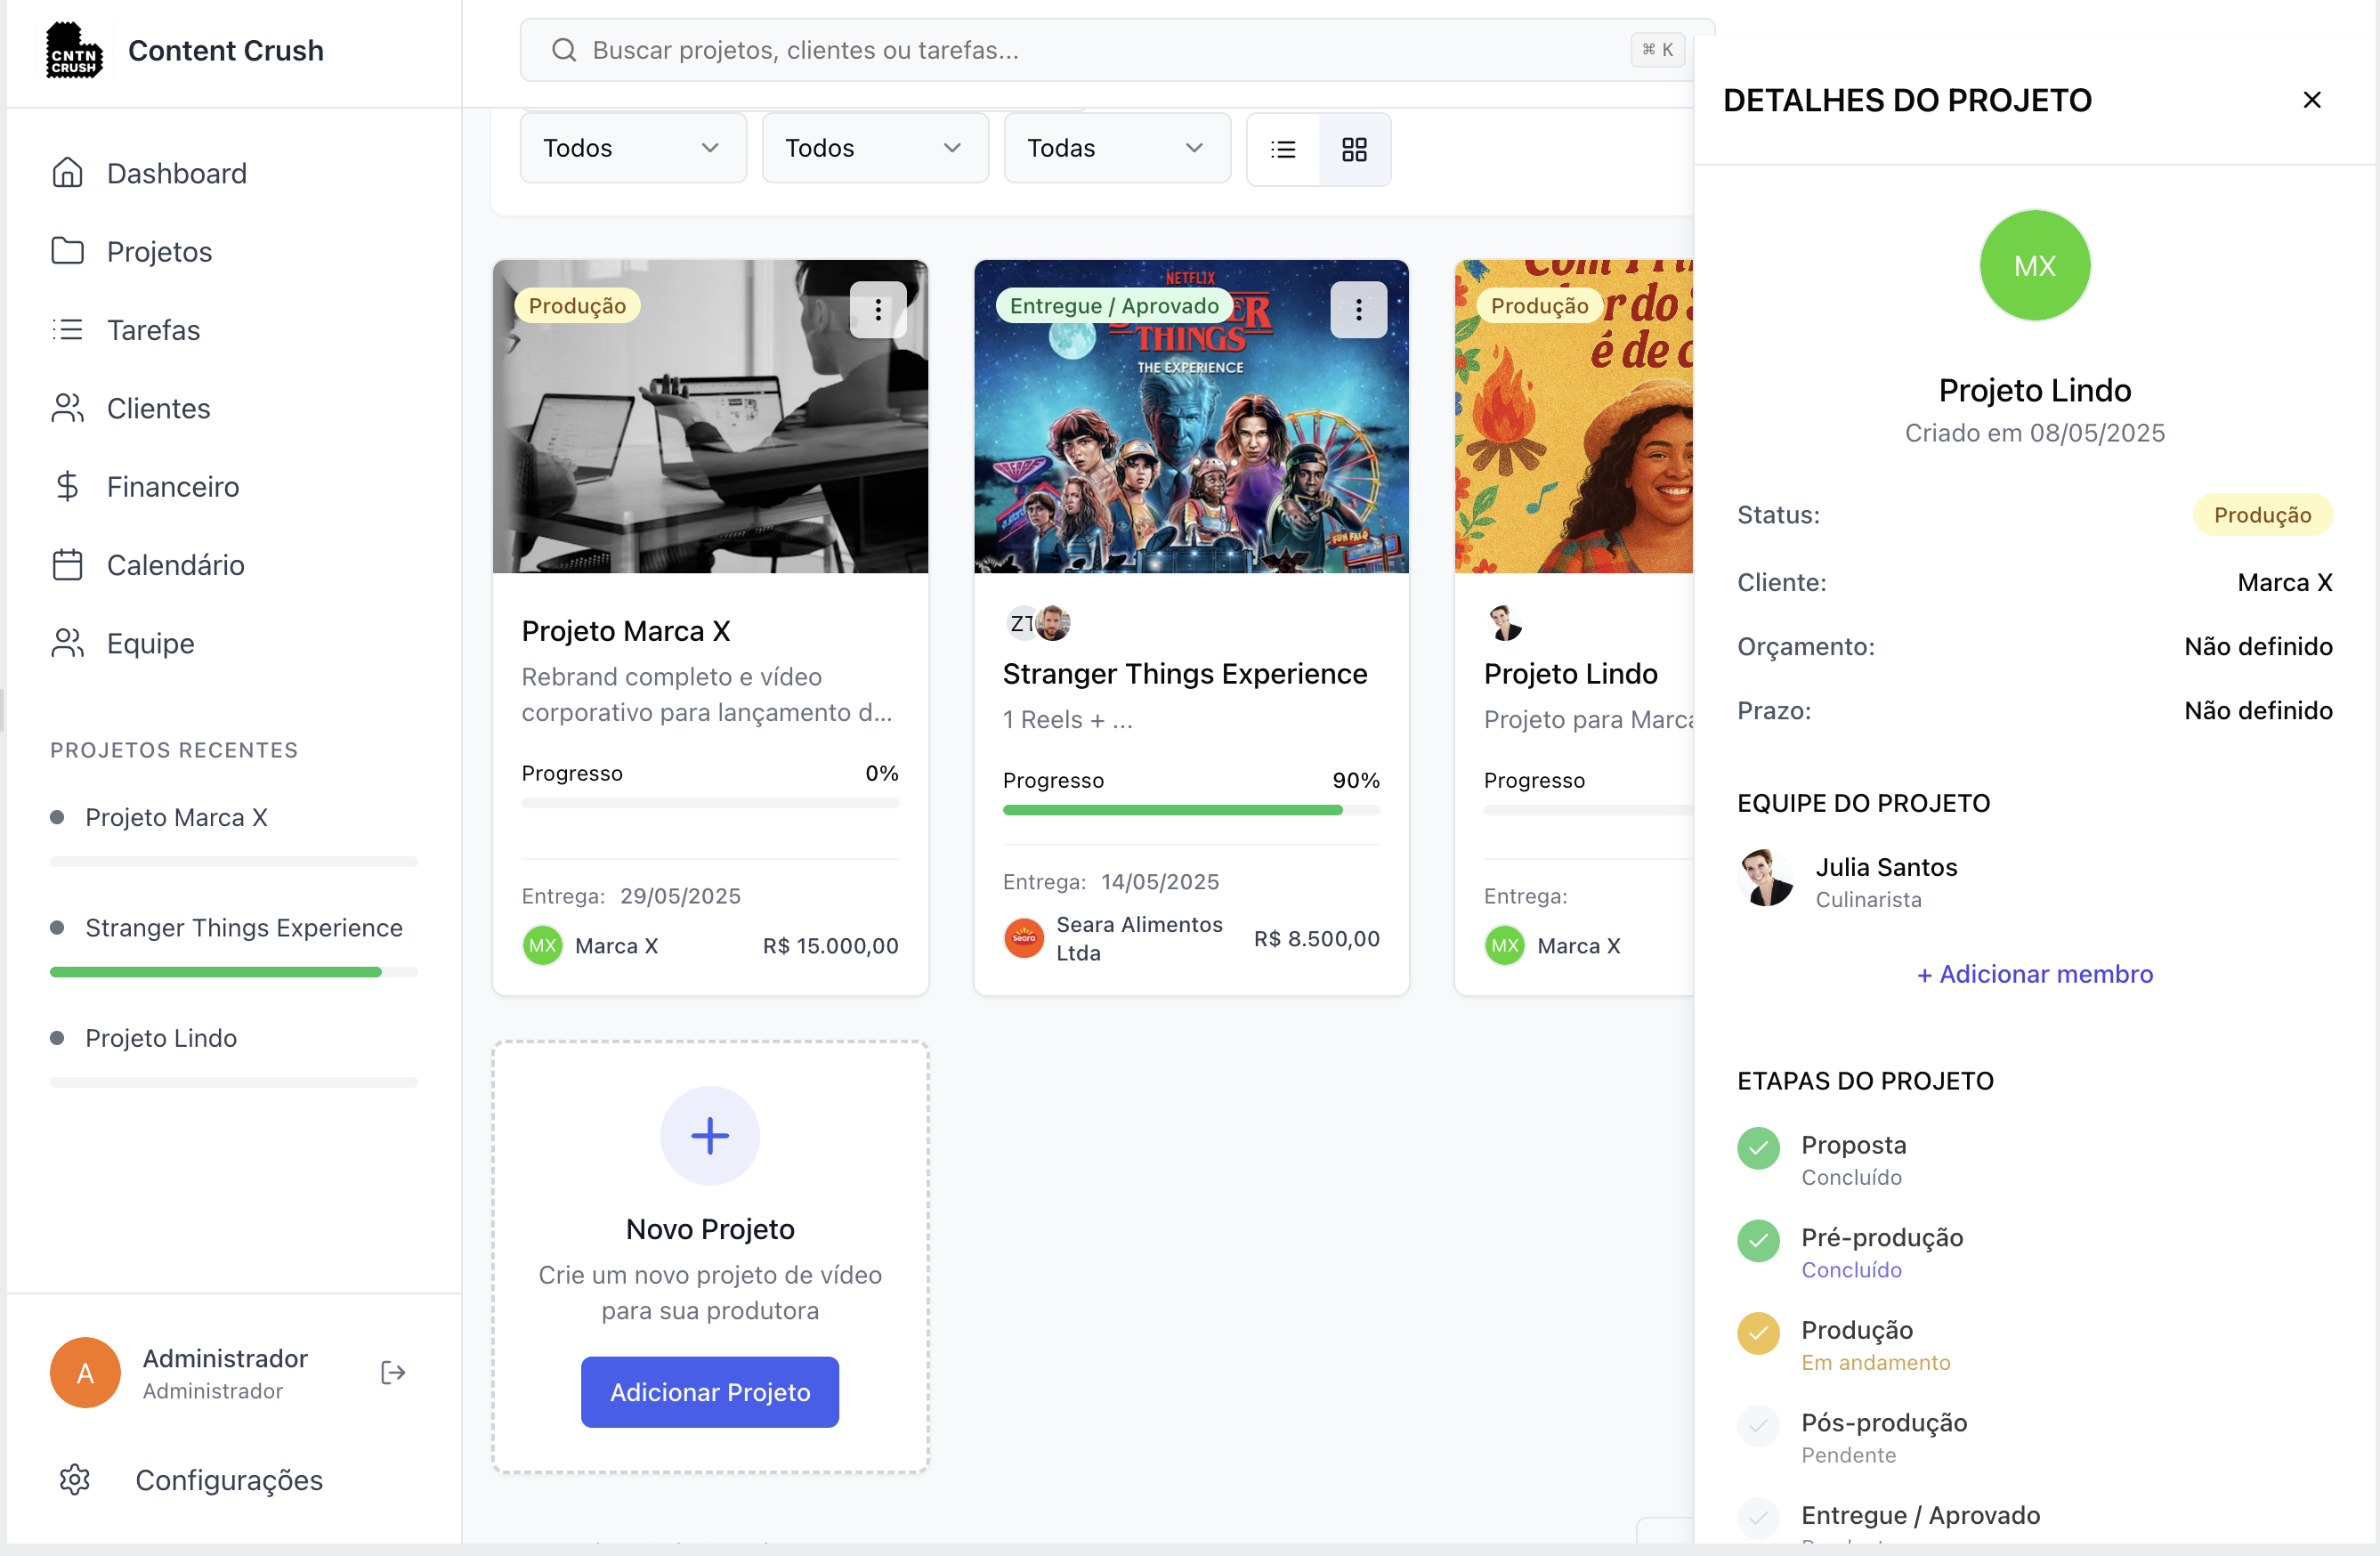 CNTN
CRUSH
Content Crush
Buscar projetos, clientes ou tarefas...
⌘ K
Dashboard
Projetos
Tarefas
Clientes
Financeiro
Calendário
Equipe
PROJETOS RECENTES
Projeto Marca X
Stranger Things Experience
Projeto Lindo
A
Administrador
Administrador
Configurações
Todos
Todos
Todas
Produção
Projeto Marca X
Rebrand completo e vídeo
corporativo para lançamento d...
Progresso 0%
Entrega: 29/05/2025
MX Marca X R$ 15.000,00
NETFLIX
Entregue / Aprovado
THINGS
THE EXPERIENCE
FUN FAIR
ZT
Stranger Things Experience
1 Reels + ...
Progresso 90%
Entrega: 14/05/2025
Seara
Seara Alimentos
Ltda
R$ 8.500,00
Produção
é de
Projeto Lindo
Projeto para Marca
Progresso
Entrega:
MX Marca X
Novo Projeto
Crie um novo projeto de vídeo
para sua produtora
Adicionar Projeto
DETALHES DO PROJETO
MX
Projeto Lindo
Criado em 08/05/2025
Status: Produção
Cliente: Marca X
Orçamento: Não definido
Prazo: Não definido
EQUIPE DO PROJETO
Julia Santos
Culinarista
+ Adicionar membro
ETAPAS DO PROJETO
Proposta
Concluído
Pré-produção
Concluído
Produção
Em andamento
Pós-produção
Pendente
Entregue / Aprovado